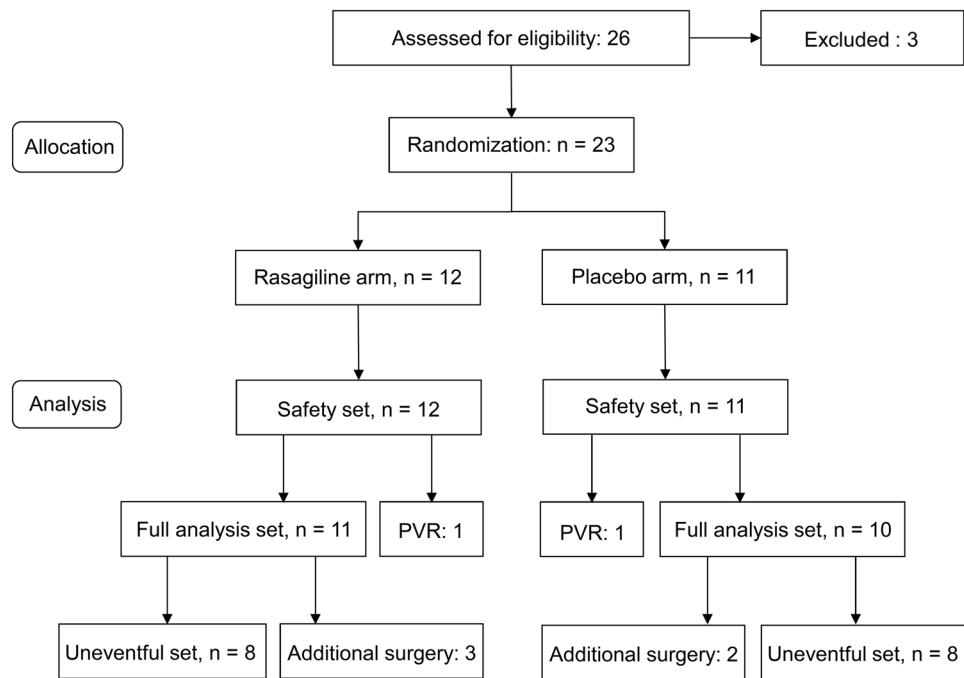 Assessed for eligibility: 26
Excluded : 3
Allocation
Randomization: n = 23
Rasagiline arm, n = 12
Placebo arm, n = 11
Analysis
Safety set, n = 12
Safety set, n = 11
Full analysis set, n = 11
PVR: 1
PVR: 1
Full analysis set, n = 10
Uneventful set, n = 8
Additional surgery: 3
Additional surgery: 2
Uneventful set, n = 8